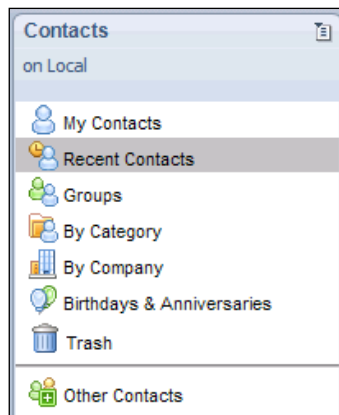 Contacts
on Local
My Contacts
Recent Contacts
Groups
By Category
By Company
Birthdays & Anniversaries
Trash
Other Contacts